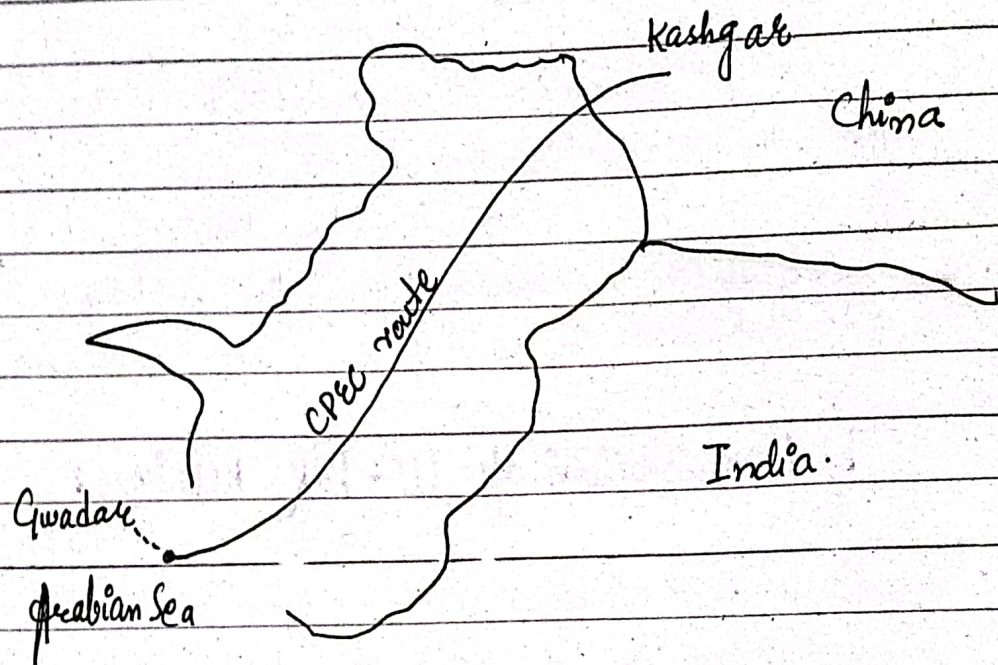 Kashgar
China
CPEC route
India.
Gwadar
Arabian Sea